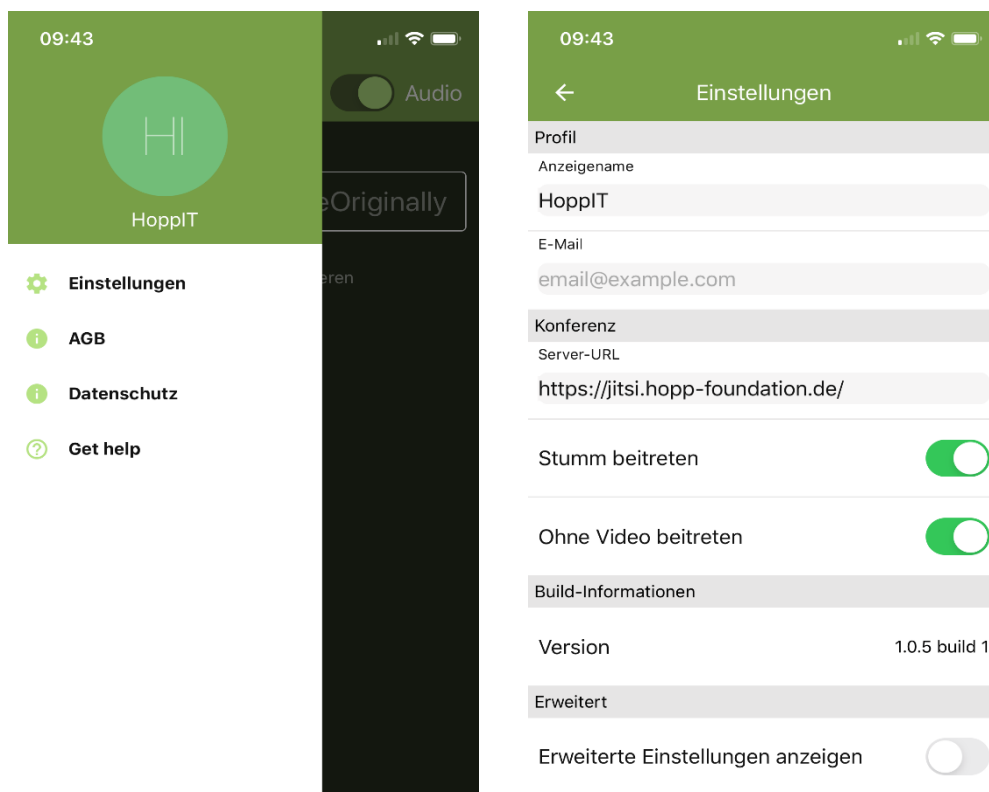 09:43
Audio
HI
HoppIT
eOriginally
eren
Einstellungen
AGB
Datenschutz
Get help
09:43
Einstellungen
Profil
Anzeigename
HoppIT
E-Mail
email@example.com
Konferenz
Server-URL
https://jitsi.hopp-foundation.de/
Stumm beitreten
Ohne Video beitreten
Build-Informationen
Version 1.0.5 build 1
Erweitert
Erweiterte Einstellungen anzeigen